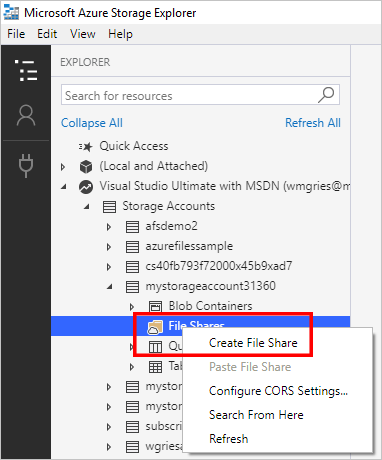 Microsoft Azure Storage Explorer
File Edit View Help
EXPLORER
Search for resources
Collapse All Refresh All
Quick Access
(Local and Attached)
Visual Studio Ultimate with MSDN (wmgries@m
Storage Accounts
afsdemo2
azurefilessample
cs40fb793f72000x45b9xad7
mystorageaccount31360
Blob Containers
File Shares
Create File Share
Qu
Paste File Share
Tab
Configure CORS Settings...
mystor
Search From Here
mystor
Refresh
subscri
wgries